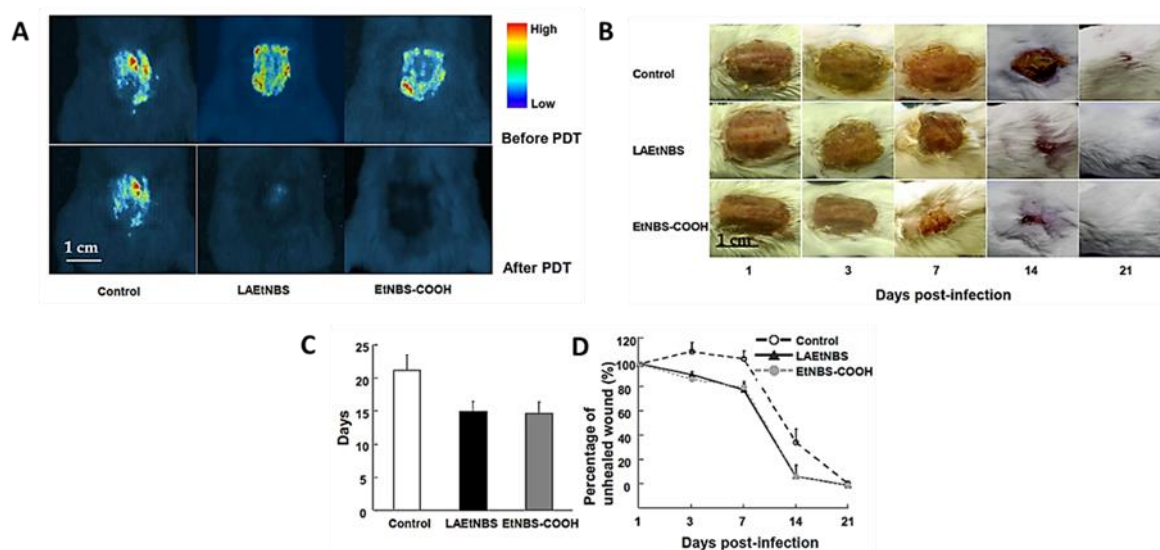 A
High
Low
Before PDT
1 cm
After PDT
Control LAEtNBS EtNBS-COOH
B
Control
LAEtNBS
EtNBS-COOH
1 cm
1 3 7 14 21
Days post-infection
C
Days
25
20
15
10
5
0
Control LAEtNBS EtNBS-COOH
D
Percentage of
unhealed wound (%)
120
100
80
60
40
20
0
Control
LAEtNBS
EtNBS-COOH
1 3 7 14 21
Days post-infection